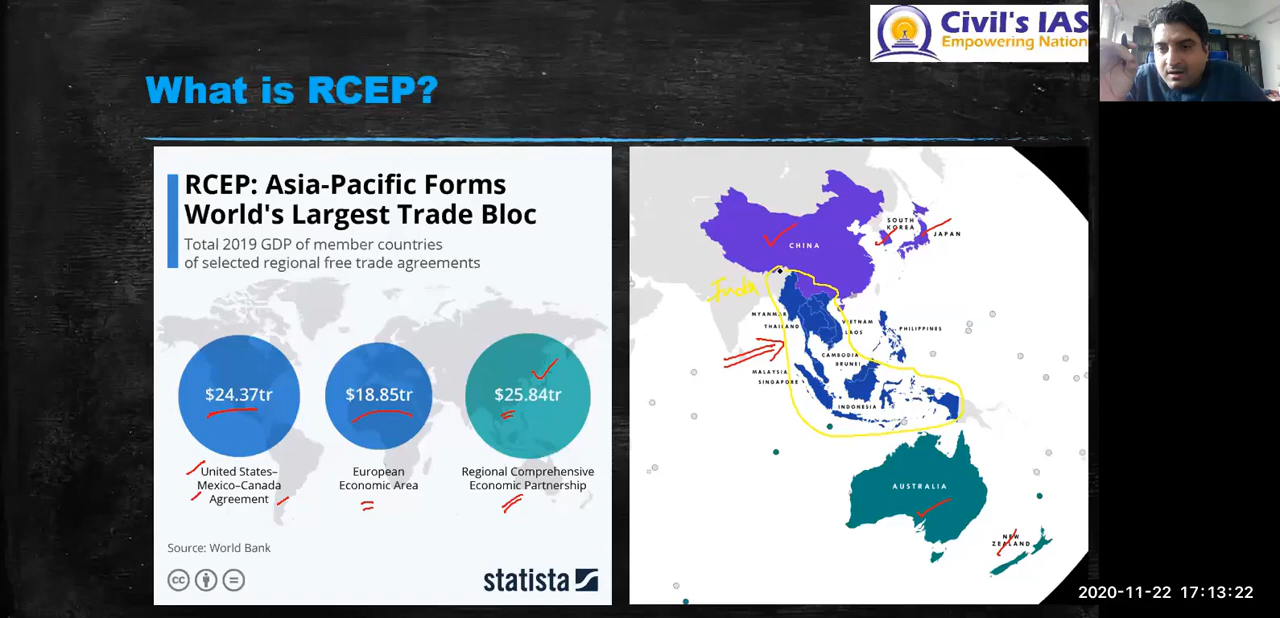 Civil's IAS
Empowering Nation
What is RCEP?
RCEP: Asia-Pacific Forms
World's Largest Trade Bloc
Total 2019 GDP of member countries
of selected regional free trade agreements
$24.37tr
$18.85tr
$25.84tr
United States–
Mexico–Canada
Agreement
European
Economic Area
Regional Comprehensive
Economic Partnership
Source: World Bank
statista
SOUTH
KOREA
JAPAN
CHINA
India
MYANMAR
THAILAND
VIETNAM
LAOS
PHILIPPINES
CAMBODIA
BRUNEI
MALAYSIA
SINGAPORE
INDONESIA
AUSTRALIA
NEW
ZEALAND
2020-11-22 17:13:22